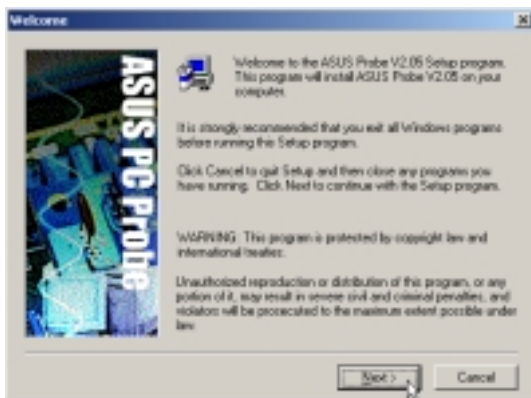 Welcome
ASUS PC Probe
Welcome to the ASUS Probe V2.05 Setup program.
This program will install ASUS Probe V2.05 on your
computer.
It is strongly recommended that you exit all Windows programs
before running this Setup program.
Click Cancel to quit Setup and then close any programs you
have running. Click Next to continue with the Setup program.
WARNING: This program is protected by copyright law and
international treaties.
Unauthorized reproduction or distribution of this program, or any
portion of it, may result in severe civil and criminal penalties, and
violators will be prosecuted to the maximum extent possible under
law.
Next >
Cancel